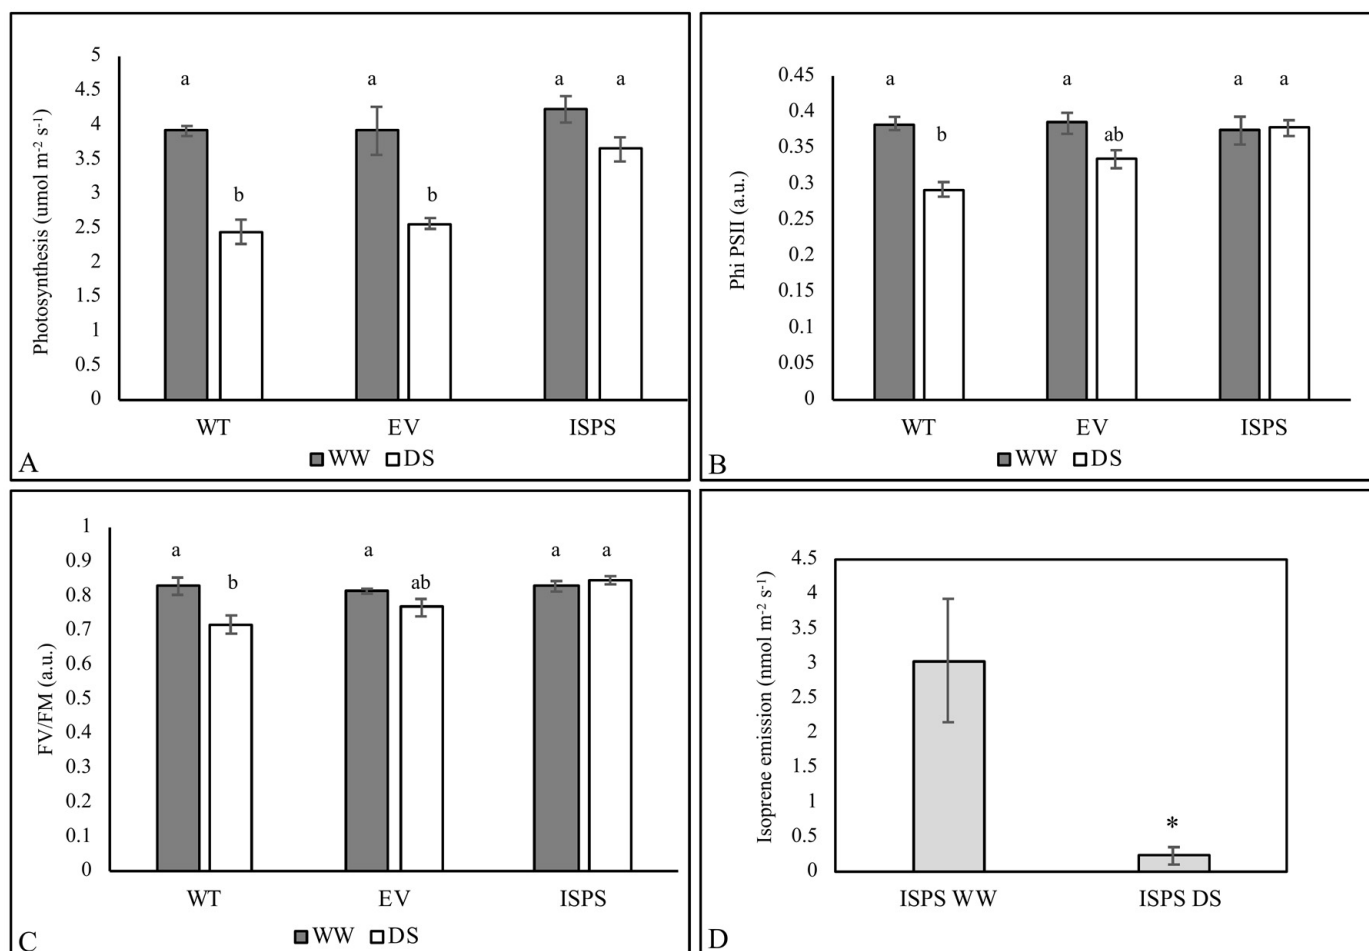 5
4.5
4
3.5
3
2.5
2
1.5
1
0.5
0
Photosynthesis (umol m⁻² s⁻¹)
a
b
a
b
a
a
WT EV ISPS
WW DS
A
0.45
0.4
0.35
0.3
0.25
0.2
0.15
0.1
0.05
0
Phi PSII (a.u.)
a
b
a
ab
a
a
WT EV ISPS
WW DS
B
1
0.9
0.8
0.7
0.6
0.5
0.4
0.3
0.2
0.1
0
FV/FM (a.u.)
a
b
a
ab
a
a
WT EV ISPS
WW DS
C
4.5
4
3.5
3
2.5
2
1.5
1
0.5
0
Isoprene emission (nmol m⁻² s⁻¹)
*
ISPS WW ISPS DS
D